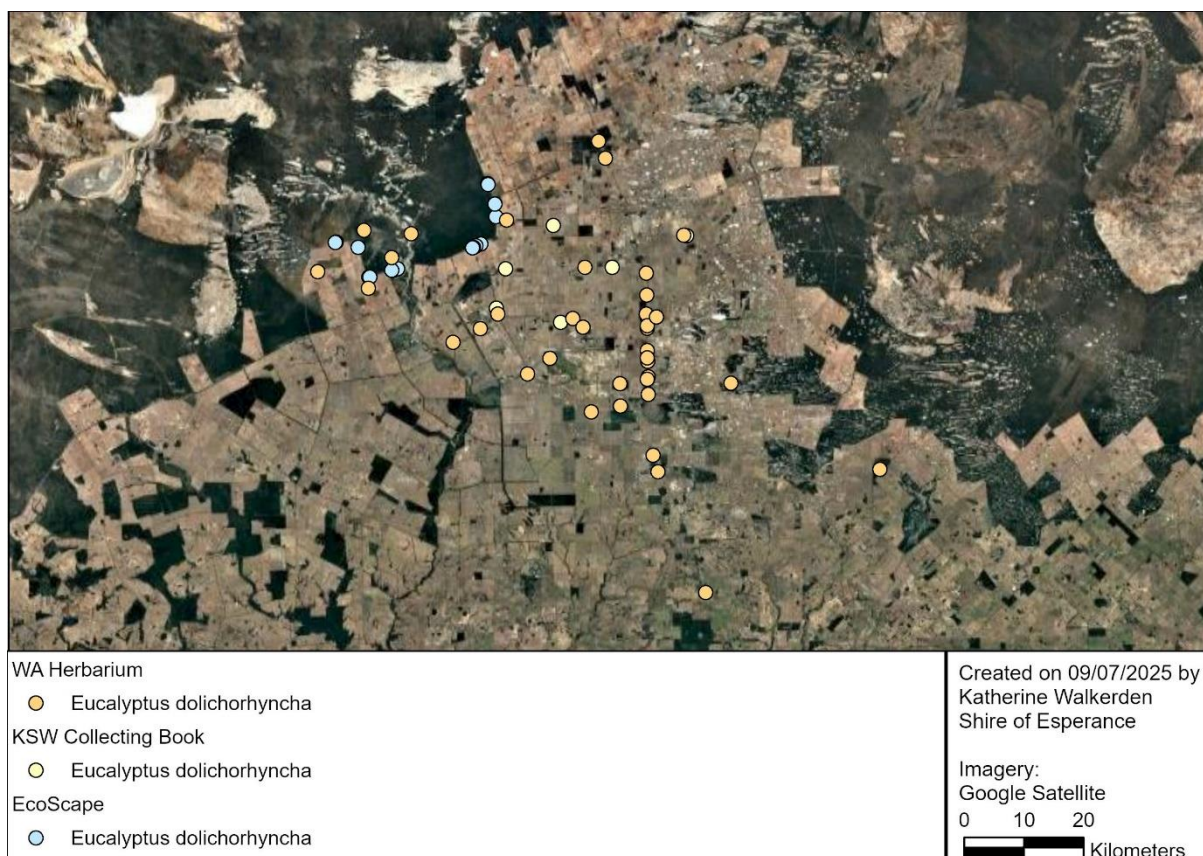 WA Herbarium
Eucalyptus dolichorhyncha
KSW Collecting Book
Eucalyptus dolichorhyncha
EcoScape
Eucalyptus dolichorhyncha
Created on 09/07/2025 by
Katherine Walkerden
Shire of Esperance
Imagery:
Google Satellite
0 10 20
Kilometers